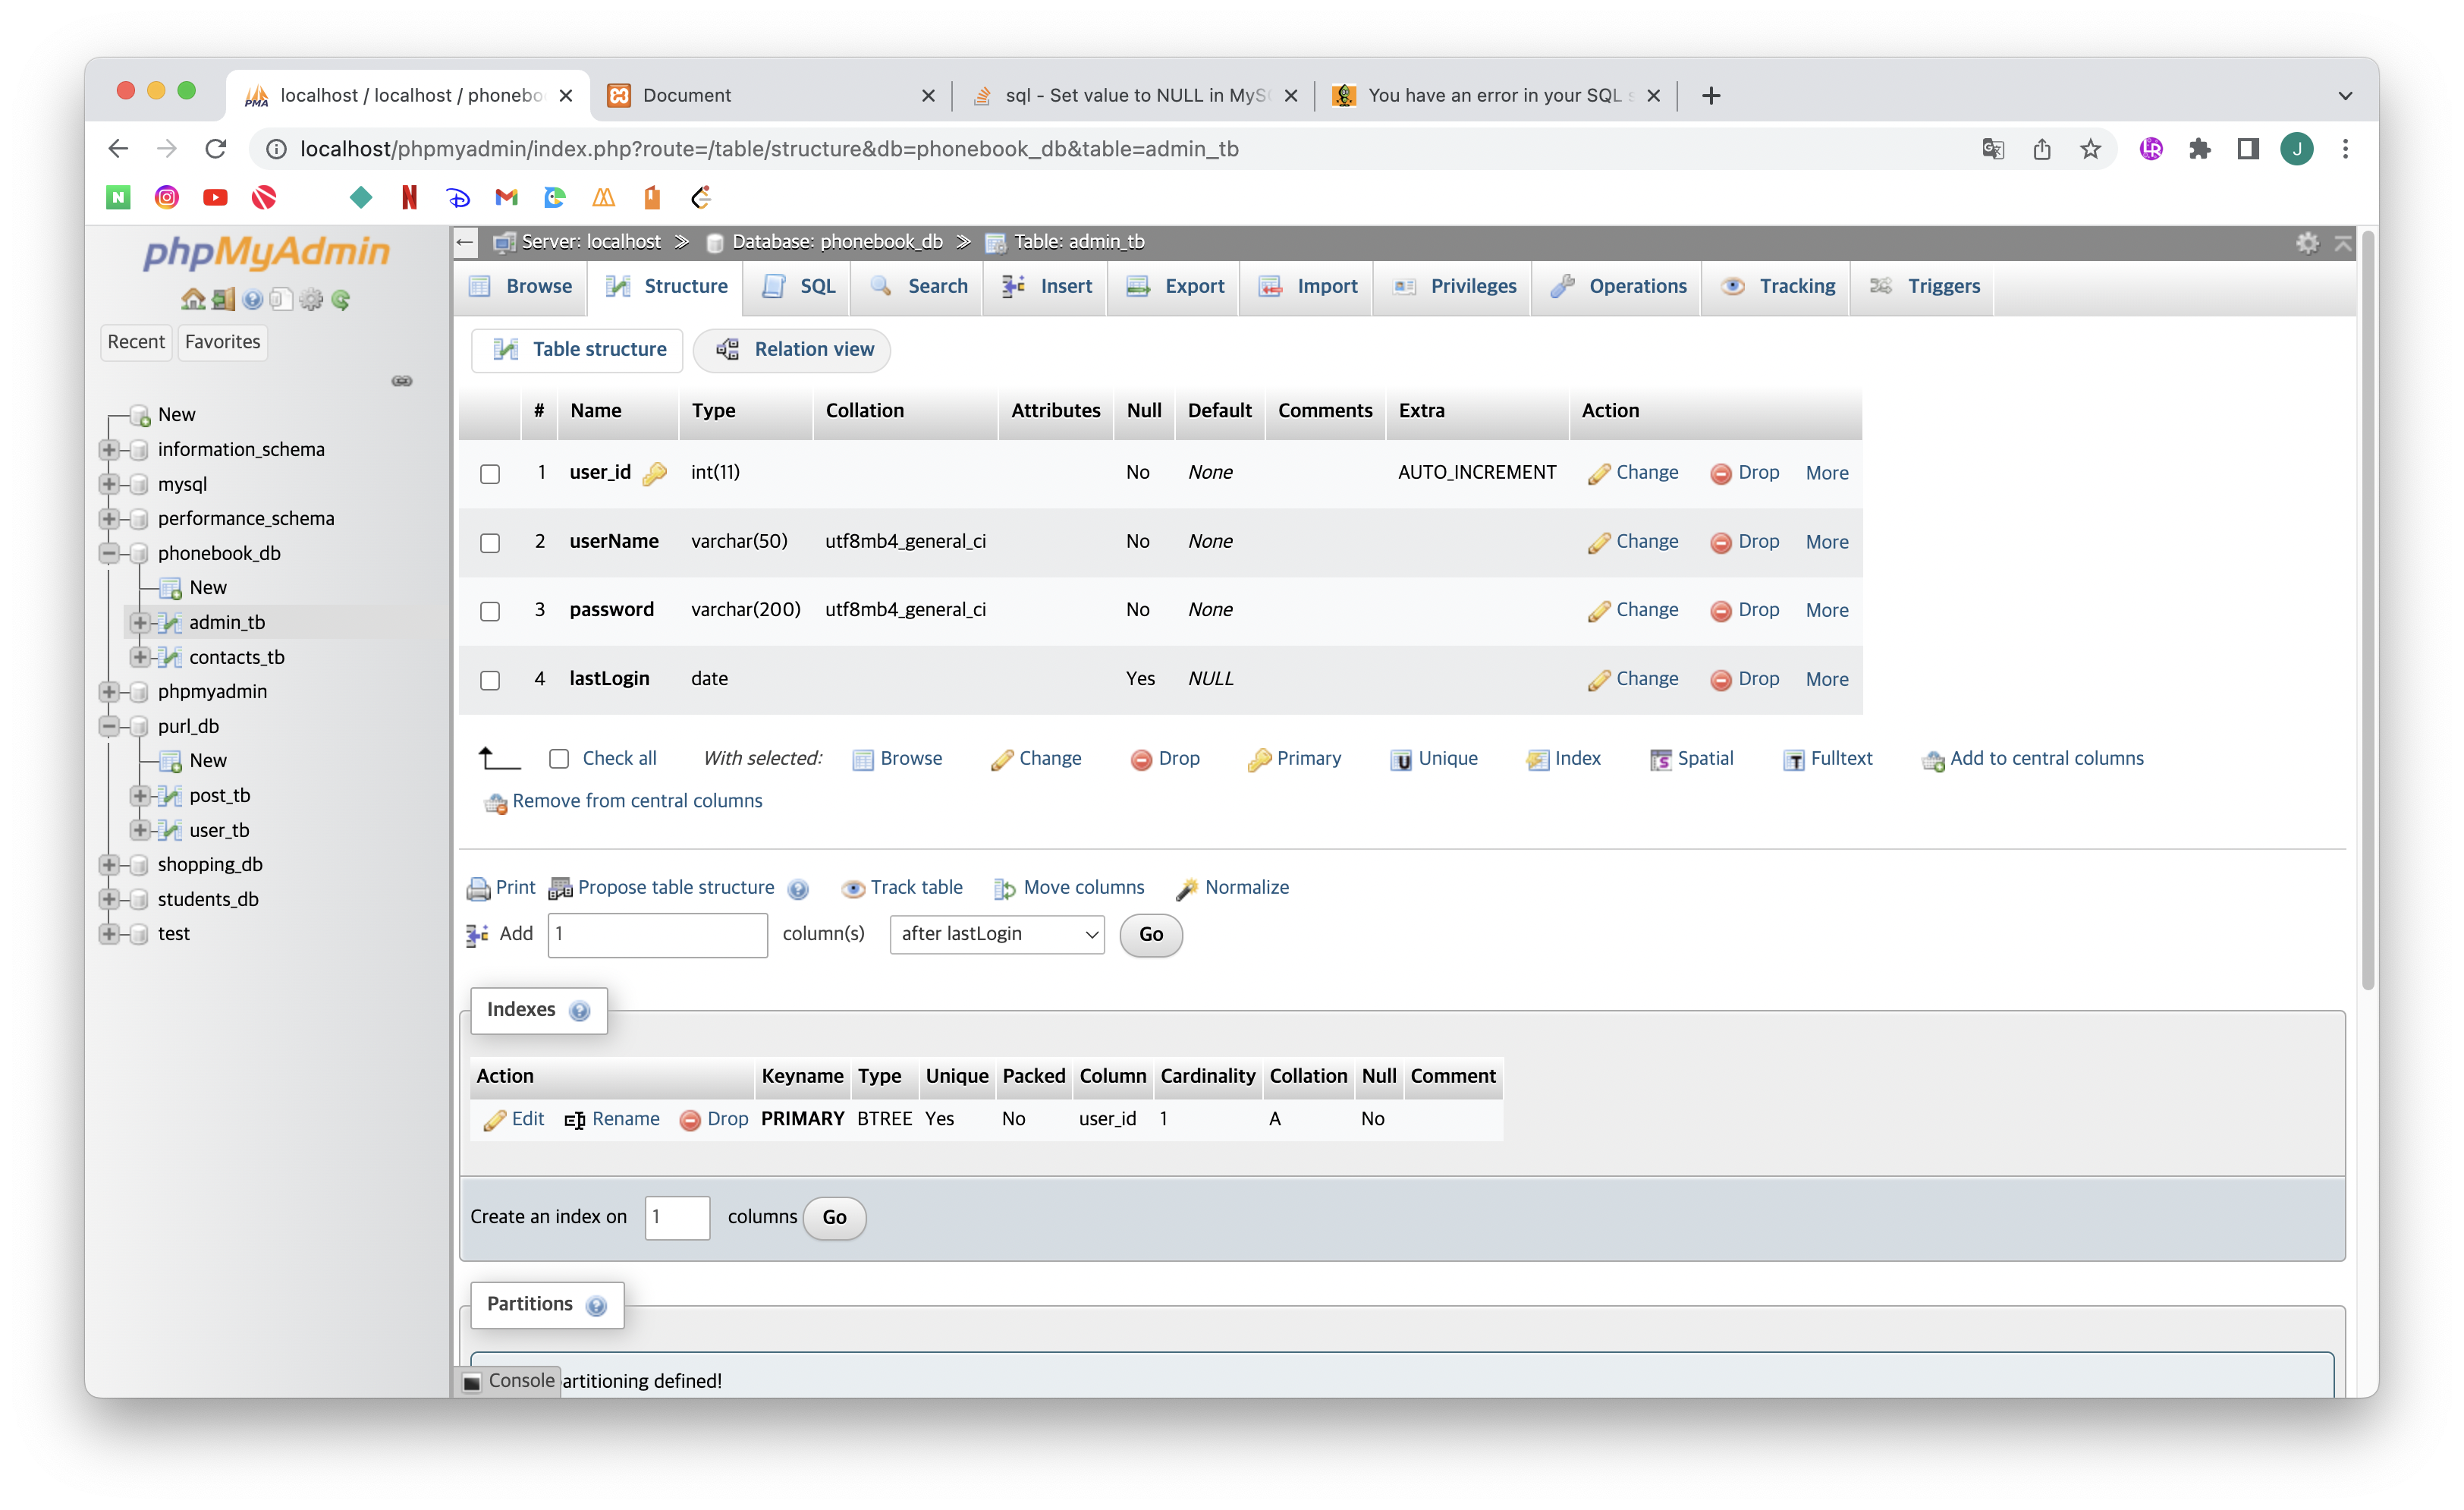 localhost / localhost / phonebo
Document
sql - Set value to NULL in MyS
You have an error in your SQL s
localhost/phpmyadmin/index.php?route=/table/structure&db=phonebook_db&table=admin_tb
J
phpMyAdmin
Recent Favorites
New
information_schema
mysql
performance_schema
phonebook_db
New
admin_tb
contacts_tb
phpmyadmin
purl_db
New
post_tb
user_tb
shopping_db
students_db
test
Server: localhost » Database: phonebook_db » Table: admin_tb
Browse Structure SQL Search Insert Export Import Privileges Operations Tracking Triggers
Table structure Relation view
# Name Type Collation Attributes Null Default Comments Extra Action
1 user_id int(11) No None AUTO_INCREMENT Change Drop More
2 userName varchar(50) utf8mb4_general_ci No None Change Drop More
3 password varchar(200) utf8mb4_general_ci No None Change Drop More
4 lastLogin date Yes NULL Change Drop More
Check all With selected: Browse Change Drop Primary Unique Index Spatial Fulltext Add to central columns
Remove from central columns
Print Propose table structure Track table Move columns Normalize
Add 1 column(s) after lastLogin Go
Indexes
Action Keyname Type Unique Packed Column Cardinality Collation Null Comment
Edit Rename Drop PRIMARY BTREE Yes No user_id 1 A No
Create an index on 1 columns Go
Partitions
Console artitioning defined!